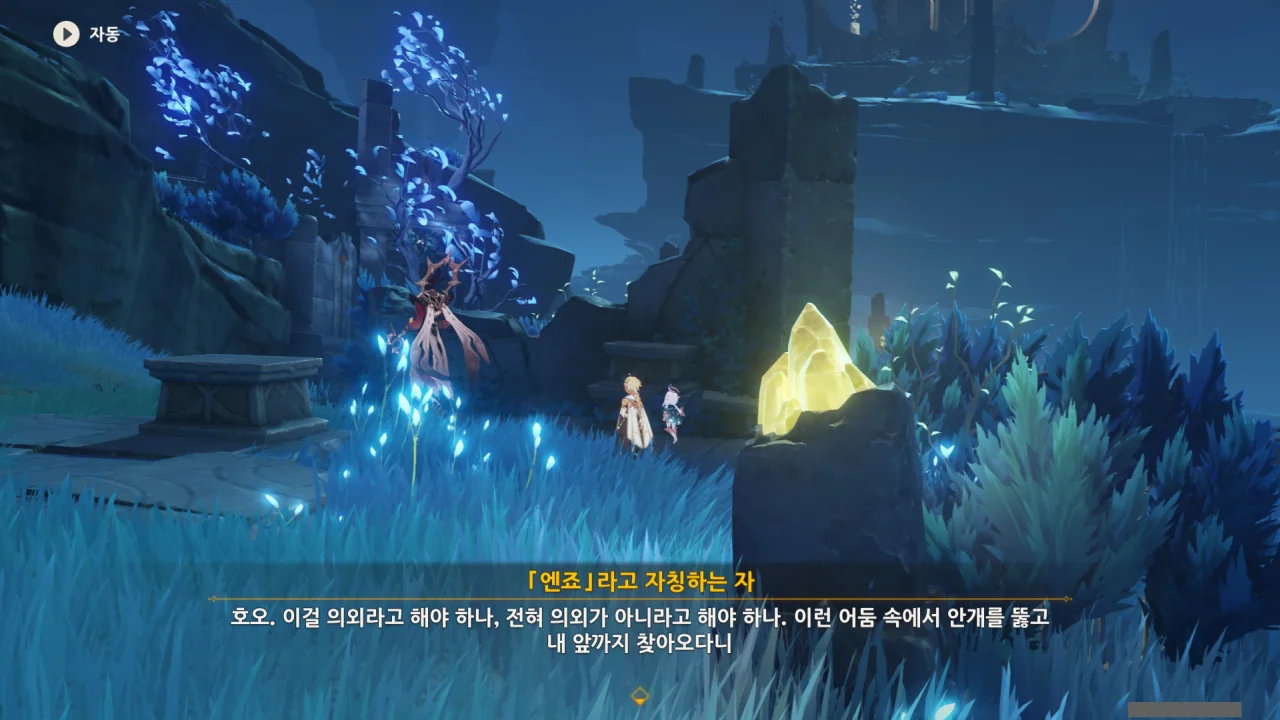 자동
「엔죠」라고 자칭하는 자
호오. 이걸 의외라고 해야 하나, 전혀 의외가 아니라고 해야 하나. 이런 어둠 속에서 안개를 뚫고
내 앞까지 찾아오다니